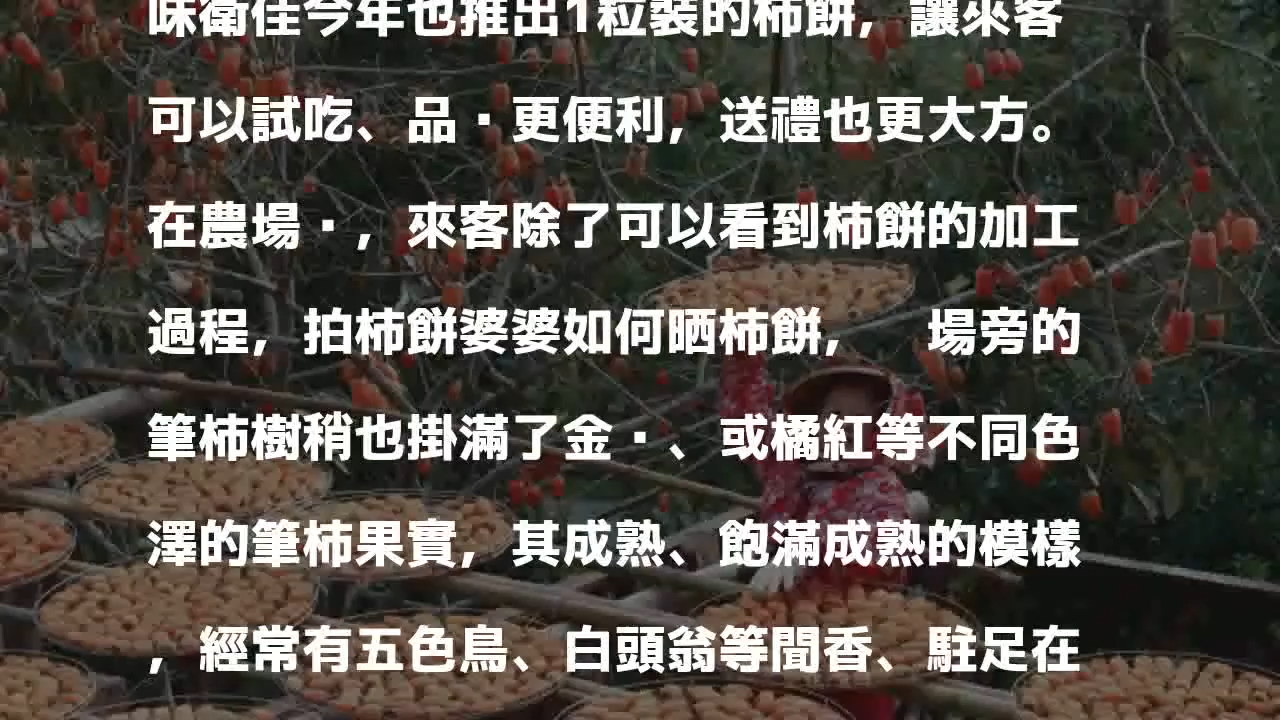 味衛佳今年也推出1粒裝的柿餅，讓來客
可以試吃、品▪更便利，送禮也更大方。
在農場▪，來客除了可以看到柿餅的加工
過程，拍柿餅婆婆如何晒柿餅，　場旁的
筆柿樹稍也掛滿了金▪、或橘紅等不同色
澤的筆柿果實，其成熟、飽滿成熟的模樣
，經常有五色鳥、白頭翁等聞香、駐足在